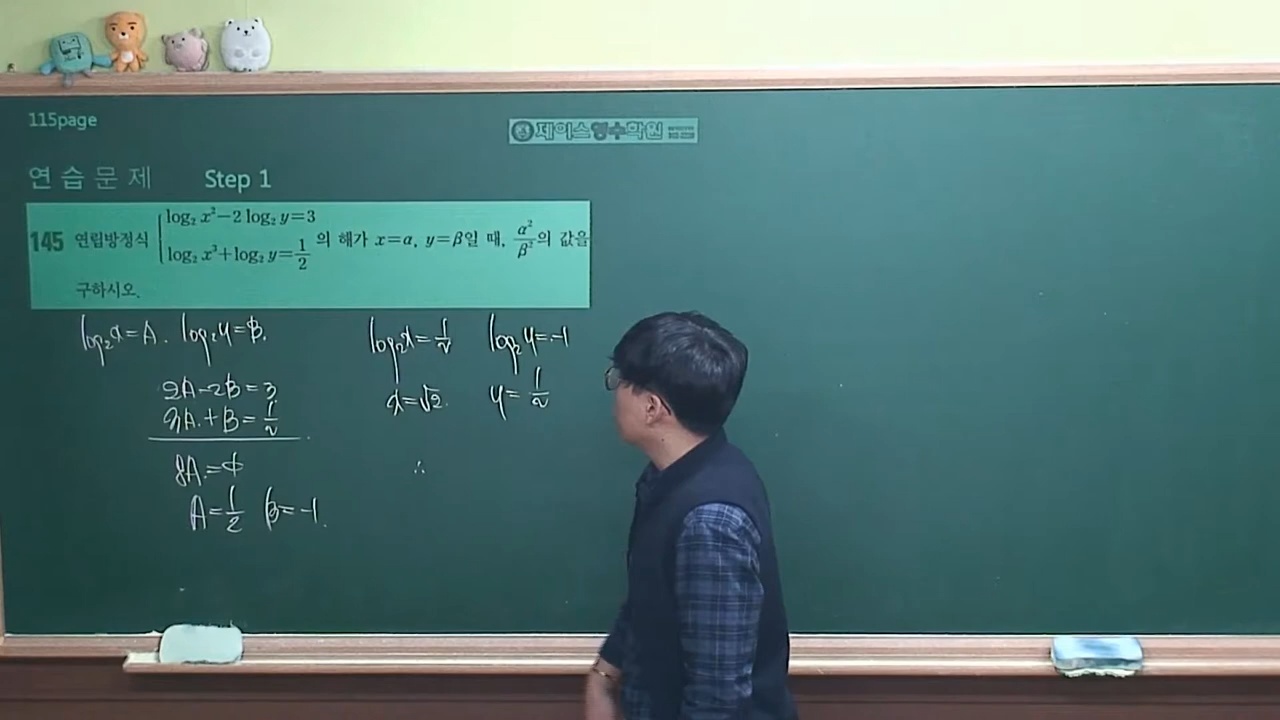 115page
제이스영수학원
연습문제 Step 1
145 연립방정식 { log₂ x²−2 log₂ y=3
log₂ x³+log₂ y=1/2 의 해가 x=α, y=β일 때, α²/β²의 값을
구하시오.
log₂x=A. log₂y=B.
2A-2B=3
3A+B=1/2
8A=4
A=1/2 B=-1.
log₂x=1/2 log₂y=-1
x=√2. y=1/2
∴